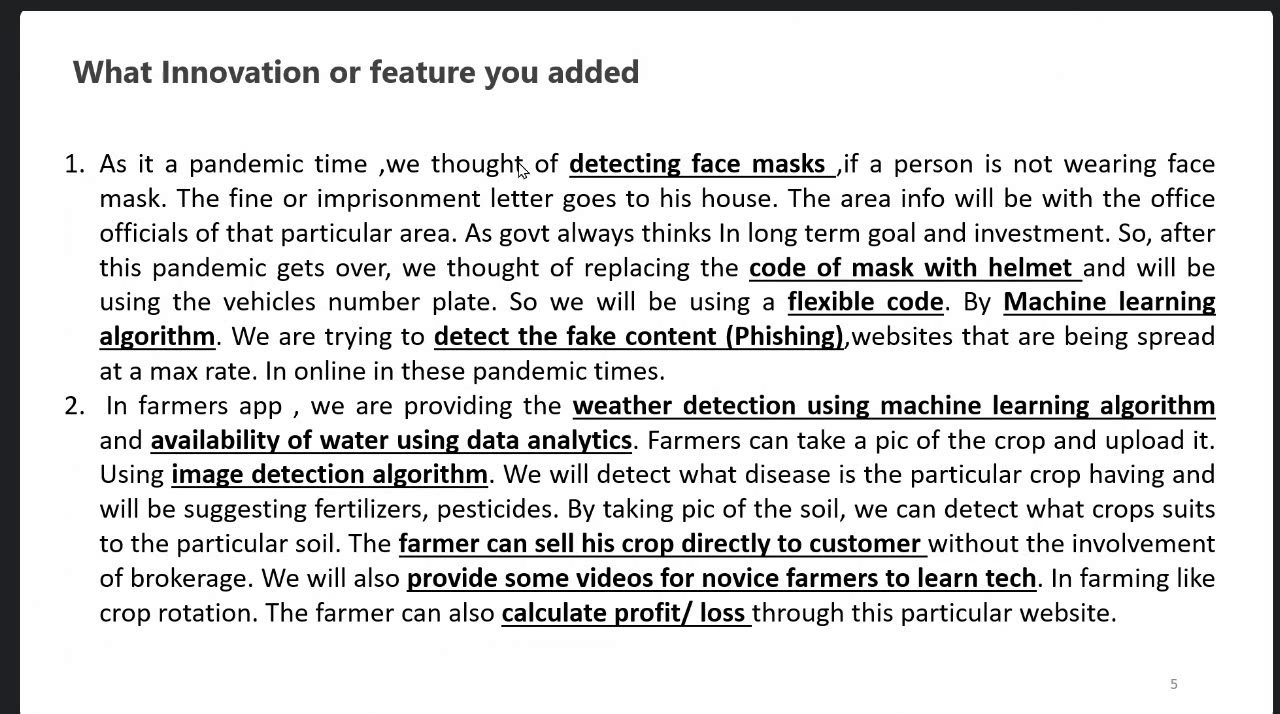 What Innovation or feature you added
1. As it a pandemic time ,we thought of detecting face masks ,if a person is not wearing face
mask. The fine or imprisonment letter goes to his house. The area info will be with the office
officials of that particular area. As govt always thinks In long term goal and investment. So, after
this pandemic gets over, we thought of replacing the code of mask with helmet and will be
using the vehicles number plate. So we will be using a flexible code. By Machine learning
algorithm. We are trying to detect the fake content (Phishing),websites that are being spread
at a max rate. In online in these pandemic times.
2. In farmers app , we are providing the weather detection using machine learning algorithm
and availability of water using data analytics. Farmers can take a pic of the crop and upload it.
Using image detection algorithm. We will detect what disease is the particular crop having and
will be suggesting fertilizers, pesticides. By taking pic of the soil, we can detect what crops suits
to the particular soil. The farmer can sell his crop directly to customer without the involvement
of brokerage. We will also provide some videos for novice farmers to learn tech. In farming like
crop rotation. The farmer can also calculate profit/ loss through this particular website.
5